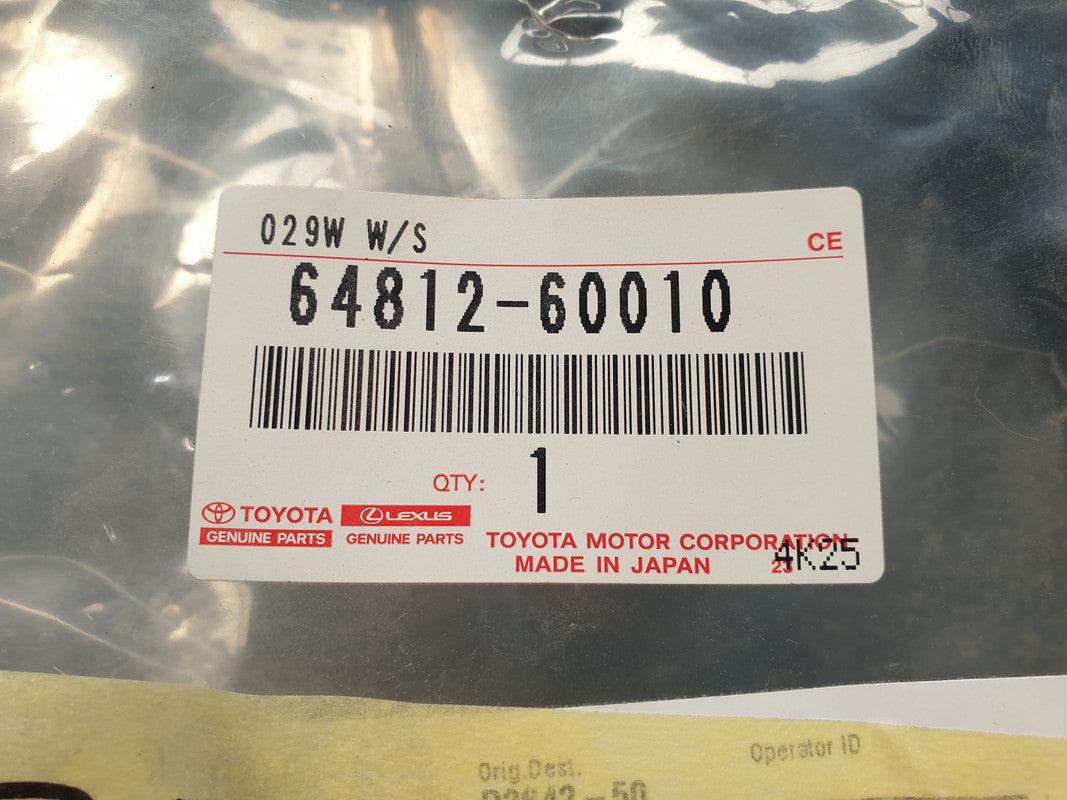 029W W/S
CE
64812-60010
QTY: 1
TOYOTA
GENUINE PARTS
LEXUS
GENUINE PARTS
TOYOTA MOTOR CORPORATION
MADE IN JAPAN 23
4K25
Operator ID
Orig.Dest.